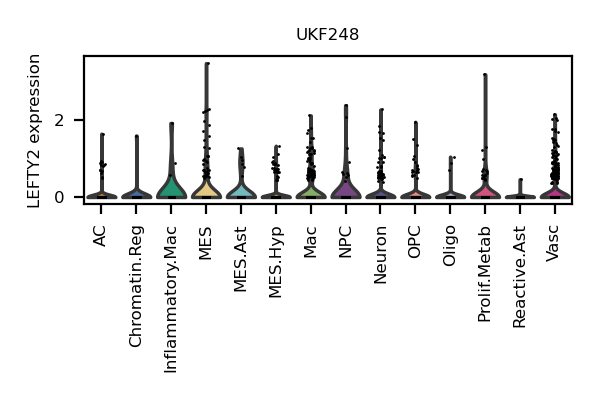 UKF248
LEFTY2 expression
2
0
AC
Chromatin.Reg
Inflammatory.Mac
MES
MES.Ast
MES.Hyp
Mac
NPC
Neuron
OPC
Oligo
Prolif.Metab
Reactive.Ast
Vasc